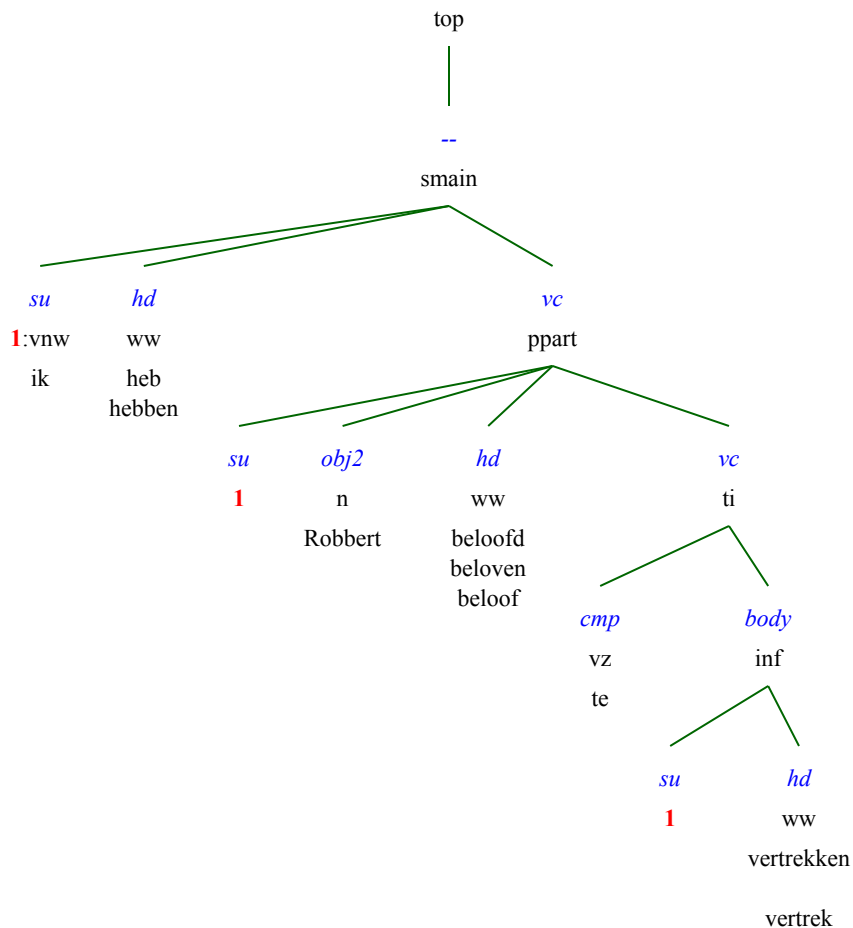 top
--
smain
su hd vc
1:vnw ww ppart
ik heb
hebben
su obj2 hd vc
1 n ww ti
Robbert beloofd
beloven
beloof
cmp body
vz inf
te
su hd
1 ww
vertrekken
vertrek